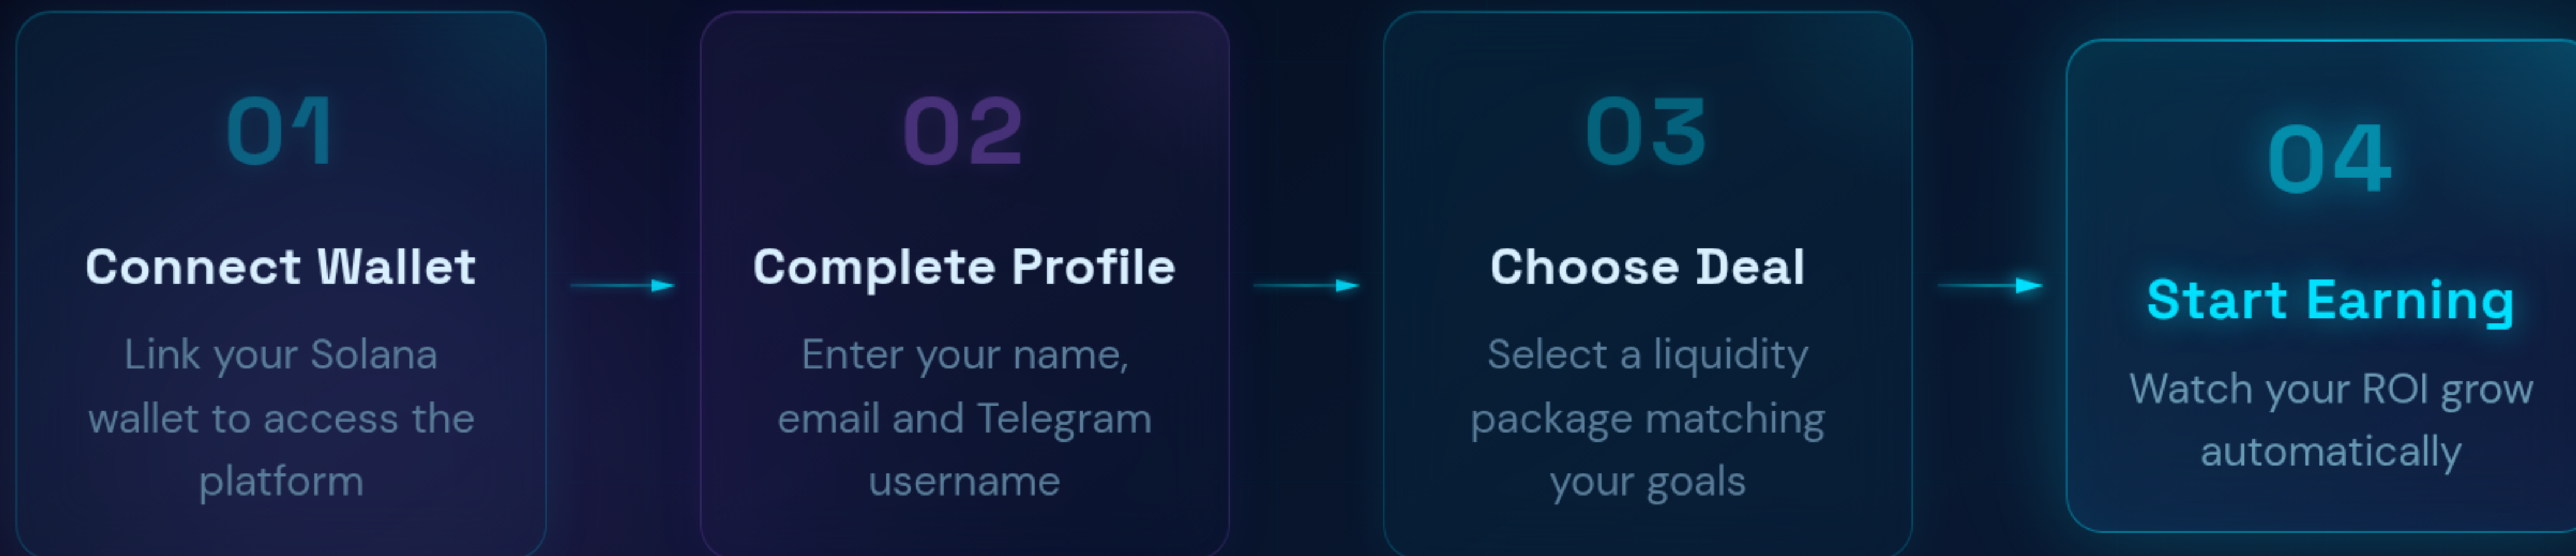 01
Connect Wallet
Link your Solana
wallet to access the
platform
02
Complete Profile
Enter your name,
email and Telegram
username
03
Choose Deal
Select a liquidity
package matching
your goals
04
Start Earning
Watch your ROI grow
automatically